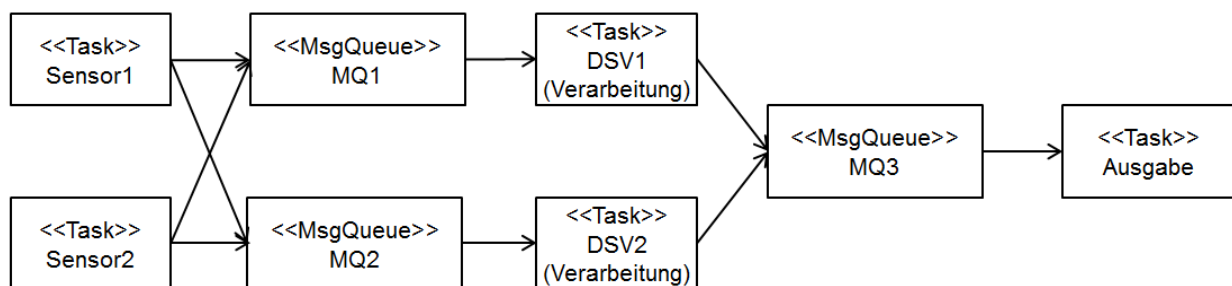 <<Task>>
Sensor1
<<MsgQueue>>
MQ1
<<Task>>
DSV1
(Verarbeitung)
<<MsgQueue>>
MQ3
<<Task>>
Ausgabe
<<Task>>
Sensor2
<<MsgQueue>>
MQ2
<<Task>>
DSV2
(Verarbeitung)